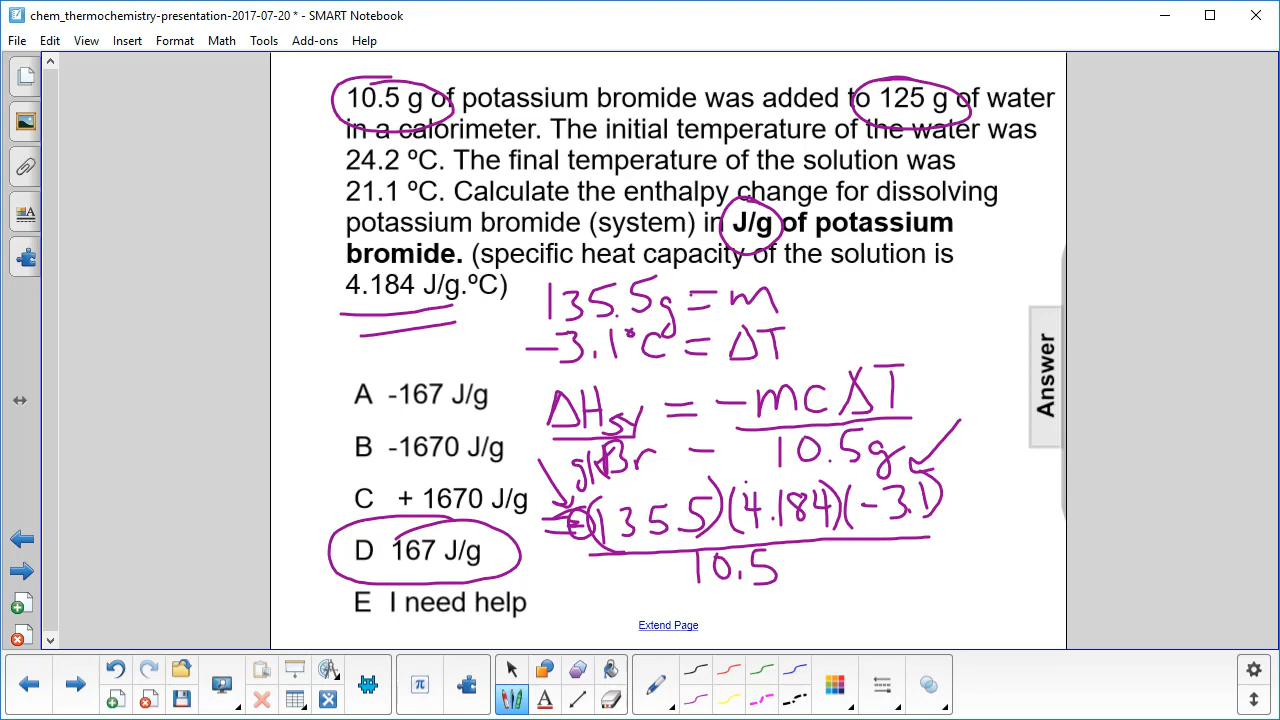 chem_thermochemistry-presentation-2017-07-20 * - SMART Notebook
File Edit View Insert Format Math Tools Add-ons Help
10.5 g of potassium bromide was added to 125 g of water
in a calorimeter. The initial temperature of the water was
24.2 ºC. The final temperature of the solution was
21.1 ºC. Calculate the enthalpy change for dissolving
potassium bromide (system) in J/g of potassium
bromide. (specific heat capacity of the solution is
4.184 J/g.ºC)
135.5g = m
-3.1°C = ΔT
A -167 J/g
B -1670 J/g
C + 1670 J/g
D 167 J/g
E I need help
ΔHsy = -mcΔT
gKBr - 10.5g
= -(135.5)(4.184)(-3.1)
10.5
Answer
Extend Page